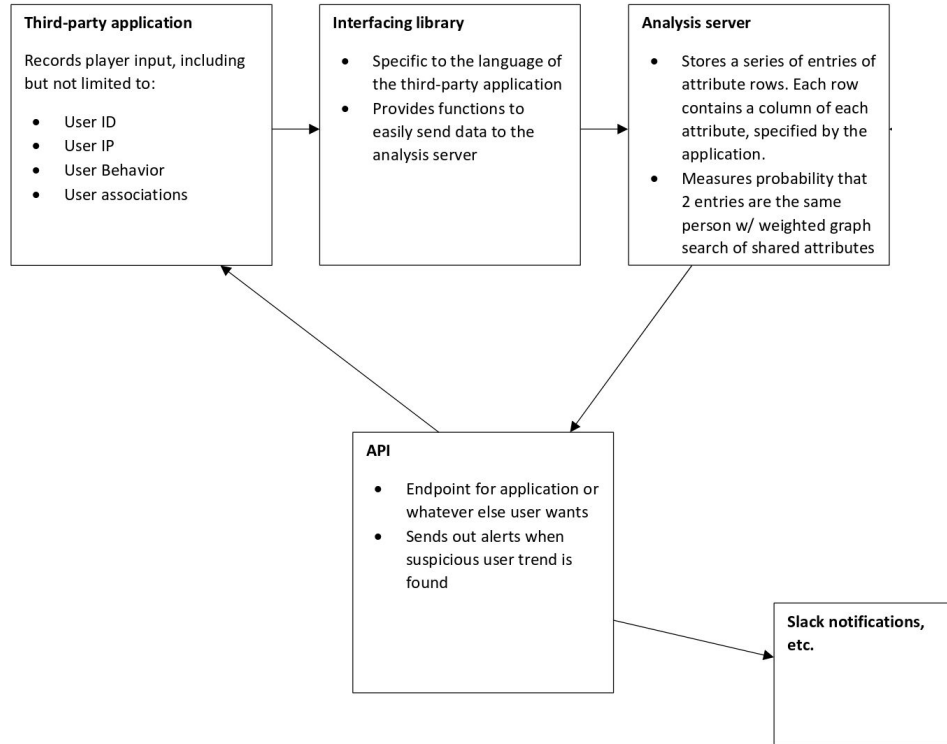 Third-party application
Records player input, including
but not limited to:
● User ID
● User IP
● User Behavior
● User associations
Interfacing library
● Specific to the language of
the third-party application
● Provides functions to
easily send data to the
analysis server
Analysis server
● Stores a series of entries of
attribute rows. Each row
contains a column of each
attribute, specified by the
application.
● Measures probability that
2 entries are the same
person w/ weighted graph
search of shared attributes
API
● Endpoint for application or
whatever else user wants
● Sends out alerts when
suspicious user trend is
found
Slack notifications,
etc.